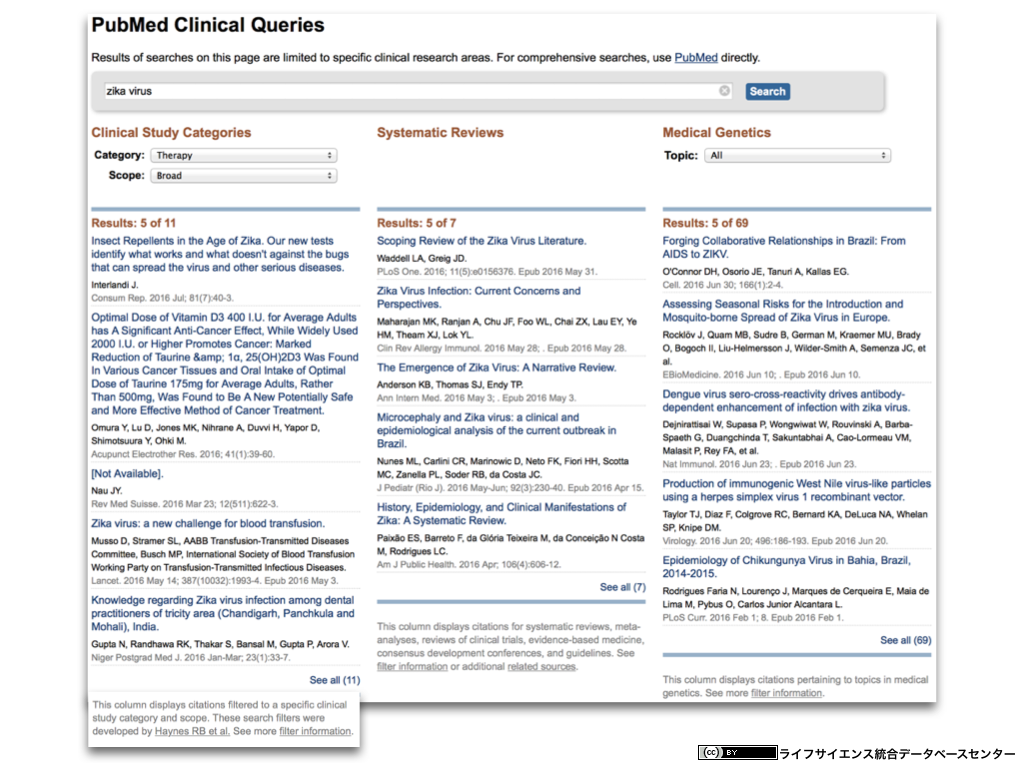 PubMed Clinical Queries
Results of searches on this page are limited to specific clinical research areas. For comprehensive searches, use PubMed directly.
zika virus
Search
Clinical Study Categories
Category: Therapy
Scope: Broad
Results: 5 of 11
Insect Repellents in the Age of Zika. Our new tests
identify what works and what doesn't against the bugs
that can spread the virus and other serious diseases.
Interlandi J.
Consum Rep. 2016 Jul; 81(7):40-3.
Optimal Dose of Vitamin D3 400 I.U. for Average Adults
has A Significant Anti-Cancer Effect, While Widely Used
2000 I.U. or Higher Promotes Cancer: Marked
Reduction of Taurine &amp; 1α, 25(OH)2D3 Was Found
In Various Cancer Tissues and Oral Intake of Optimal
Dose of Taurine 175mg for Average Adults, Rather
Than 500mg, Was Found to Be A New Potentially Safe
and More Effective Method of Cancer Treatment.
Omura Y, Lu D, Jones MK, Nihrane A, Duvvi H, Yapor D,
Shimotsuura Y, Ohki M.
Acupunct Electrother Res. 2016; 41(1):39-60.
[Not Available].
Nau JY.
Rev Med Suisse. 2016 Mar 23; 12(511):622-3.
Zika virus: a new challenge for blood transfusion.
Musso D, Stramer SL, AABB Transfusion-Transmitted Diseases
Committee, Busch MP, International Society of Blood Transfusion
Working Party on Transfusion-Transmitted Infectious Diseases.
Lancet. 2016 May 14; 387(10032):1993-4. Epub 2016 May 3.
Knowledge regarding Zika virus infection among dental
practitioners of tricity area (Chandigarh, Panchkula and
Mohali), India.
Gupta N, Randhawa RK, Thakar S, Bansal M, Gupta P, Arora V.
Niger Postgrad Med J. 2016 Jan-Mar; 23(1):33-7.
See all (11)
This column displays citations filtered to a specific clinical
study category and scope. These search filters were
developed by Haynes RB et al. See more filter information.
Systematic Reviews
Results: 5 of 7
Scoping Review of the Zika Virus Literature.
Waddell LA, Greig JD.
PLoS One. 2016; 11(5):e0156376. Epub 2016 May 31.
Zika Virus Infection: Current Concerns and
Perspectives.
Maharajan MK, Ranjan A, Chu JF, Foo WL, Chai ZX, Lau EY, Ye
HM, Theam XJ, Lok YL.
Clin Rev Allergy Immunol. 2016 May 28; . Epub 2016 May 28.
The Emergence of Zika Virus: A Narrative Review.
Anderson KB, Thomas SJ, Endy TP.
Ann Intern Med. 2016 May 3; . Epub 2016 May 3.
Microcephaly and Zika virus: a clinical and
epidemiological analysis of the current outbreak in
Brazil.
Nunes ML, Carlini CR, Marinowic D, Neto FK, Fiori HH, Scotta
MC, Zanella PL, Soder RB, da Costa JC.
J Pediatr (Rio J). 2016 May-Jun; 92(3):230-40. Epub 2016 Apr 15.
History, Epidemiology, and Clinical Manifestations of
Zika: A Systematic Review.
Paixão ES, Barreto F, da Glória Teixeira M, da Conceição N Costa
M, Rodrigues LC.
Am J Public Health. 2016 Apr; 106(4):606-12.
See all (7)
This column displays citations for systematic reviews, meta-
analyses, reviews of clinical trials, evidence-based medicine,
consensus development conferences, and guidelines. See
filter information or additional related sources.
Medical Genetics
Topic: All
Results: 5 of 69
Forging Collaborative Relationships in Brazil: From
AIDS to ZIKV.
O'Connor DH, Osorio JE, Tanuri A, Kallas EG.
Cell. 2016 Jun 30; 166(1):2-4.
Assessing Seasonal Risks for the Introduction and
Mosquito-borne Spread of Zika Virus in Europe.
Rocklöv J, Quam MB, Sudre B, German M, Kraemer MU, Brady
O, Bogoch II, Liu-Helmersson J, Wilder-Smith A, Semenza JC, et
al.
EBioMedicine. 2016 Jun 10; . Epub 2016 Jun 10.
Dengue virus sero-cross-reactivity drives antibody-
dependent enhancement of infection with zika virus.
Dejnirattisai W, Supasa P, Wongwiwat W, Rouvinski A, Barba-
Spaeth G, Duangchinda T, Sakuntabhai A, Cao-Lormeau VM,
Malasit P, Rey FA, et al.
Nat Immunol. 2016 Jun 23; . Epub 2016 Jun 23.
Production of immunogenic West Nile virus-like particles
using a herpes simplex virus 1 recombinant vector.
Taylor TJ, Diaz F, Colgrove RC, Bernard KA, DeLuca NA, Whelan
SP, Knipe DM.
Virology. 2016 Jun 20; 496:186-193. Epub 2016 Jun 20.
Epidemiology of Chikungunya Virus in Bahia, Brazil,
2014-2015.
Rodrigues Faria N, Lourenço J, Marques de Cerqueira E, Maia de
Lima M, Pybus O, Carlos Junior Alcantara L.
PLoS Curr. 2016 Feb 1; 8. Epub 2016 Feb 1.
See all (69)
This column displays citations pertaining to topics in medical
genetics. See more filter information.
(cc) BY ライフサイエンス統合データベースセンター